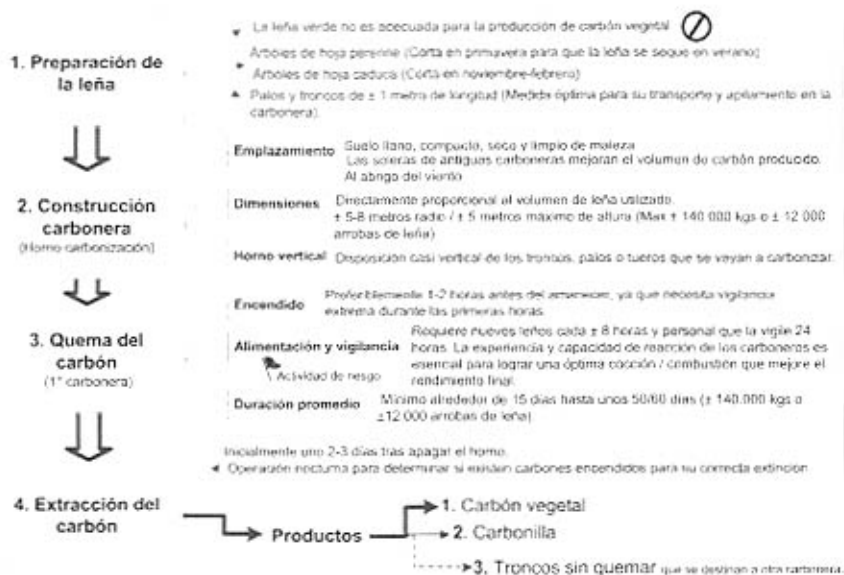 La leña verde no es adecuada para la producción de carbón vegetal
1. Preparación de
la leña
Árboles de hoja perenne (Corta en primavera para que la leña se seque en verano)
Árboles de hoja caduca (Corta en noviembre-febrero)
Palos y troncos de ± 1 metro de longitud (Medida óptima para su transporte y apilamiento en la
carbonera).
2. Construcción
carbonera
(Horno carbonización)
Emplazamiento Suelo llano, compacto, seco y limpio de maleza
Las soleras de antiguas carboneras mejoran el volumen de carbón producido.
Al abrigo del viento
Dimensiones Directamente proporcional al volumen de leña utilizado.
± 5-8 metros radio / ± 5 metros máximo de altura (Max ± 140 000 kgs o ± 12 000
arrobas de leña)
Horno vertical Disposición casi vertical de los troncos, palos o tueros que se vayan a carbonizar.
3. Quema del
carbón
(1ª carbonera)
Encendido Preferiblemente 1-2 horas antes del amanecer, ya que necesita vigilancia
extrema durante las primeras horas.
Alimentación y vigilancia Requiere nuevos leños cada ± 8 horas y personal que la vigile 24
horas. La experiencia y capacidad de reacción de los carboneros es
esencial para lograr una óptima cocción / combustión que mejore el
rendimiento final.
Actividad de riesgo
Duración promedio Mínimo alrededor de 15 días hasta unos 50/60 días (± 140.000 kgs o
±12 000 arrobas de leña)
4. Extracción del
carbón
Inicialmente uno 2-3 días tras apagar el horno.
Operación nocturna para determinar si existen carbones encendidos para su correcta extinción
Productos
1. Carbón vegetal
2. Carbonilla
3. Troncos sin quemar que se destinan a otra carbonera.